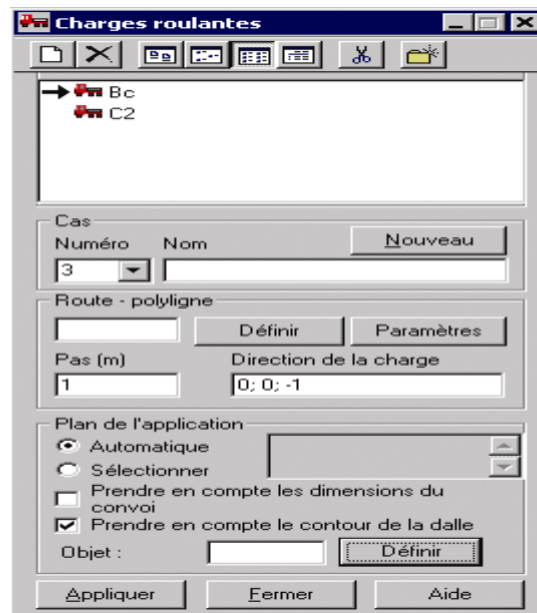 Charges roulantes
Bc
C2
Cas
Numéro Nom Nouveau
3
Route - polyligne
Définir Paramètres
Pas (m) Direction de la charge
1 0; 0; -1
Plan de l'application
Automatique
Sélectionner
Prendre en compte les dimensions du
convoi
Prendre en compte le contour de la dalle
Objet : Définir
Appliquer Fermer Aide